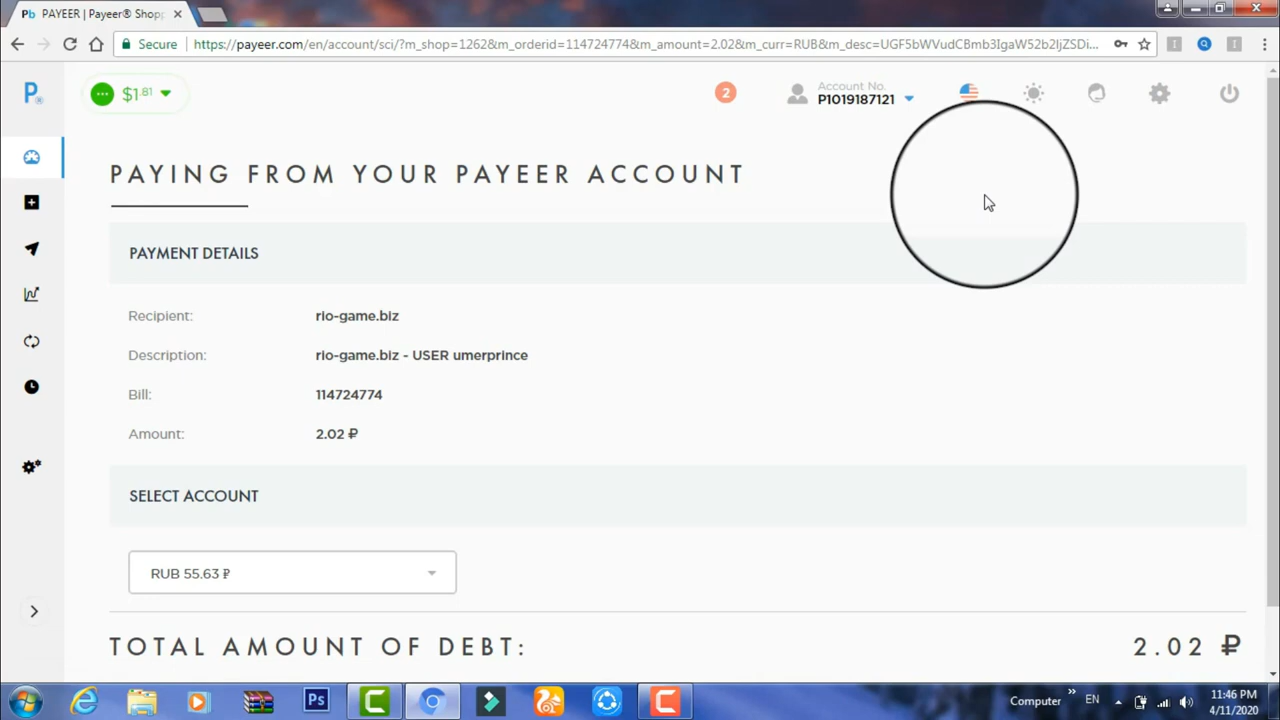 Pb PAYEER | Payeer® Shopp
Secure https://payeer.com/en/account/sci/?m_shop=1262&m_orderid=114724774&m_amount=2.02&m_curr=RUB&m_desc=UGF5bWVudCBmb3IgaW52b2ljZSDi...
P®
$1.81
2
Account No.
P1019187121
PAYING FROM YOUR PAYEER ACCOUNT
PAYMENT DETAILS
Recipient: rio-game.biz
Description: rio-game.biz - USER umerprince
Bill: 114724774
Amount: 2.02 ₽
SELECT ACCOUNT
RUB 55.63 ₽
TOTAL AMOUNT OF DEBT: 2.02 ₽
Ps
Computer » EN 11:46 PM
4/11/2020